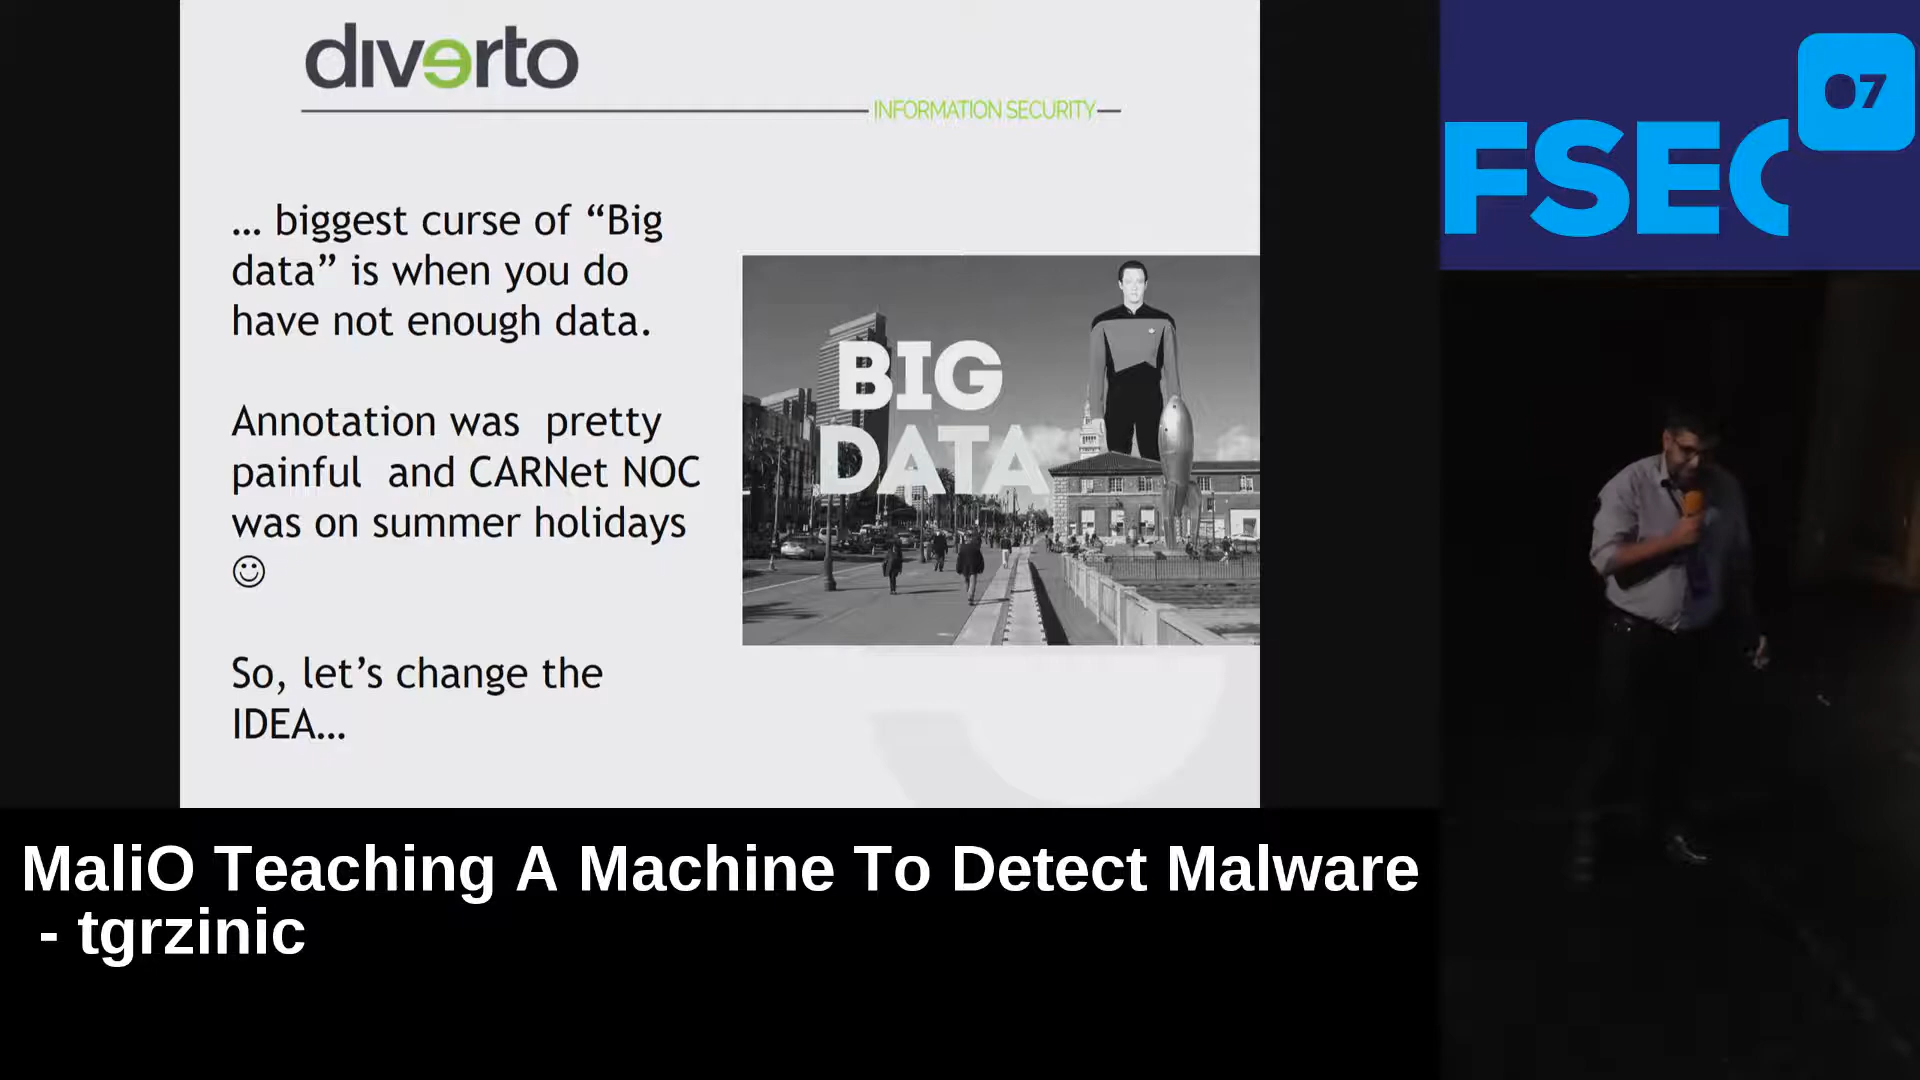 diverto
INFORMATION SECURITY
… biggest curse of “Big
data” is when you do
have not enough data.
Annotation was  pretty
painful  and CARNet NOC
was on summer holidays
☺
So, let’s change the
IDEA…
BIG
DATA
07
FSEC
MaliO Teaching A Machine To Detect Malware
- tgrzinic